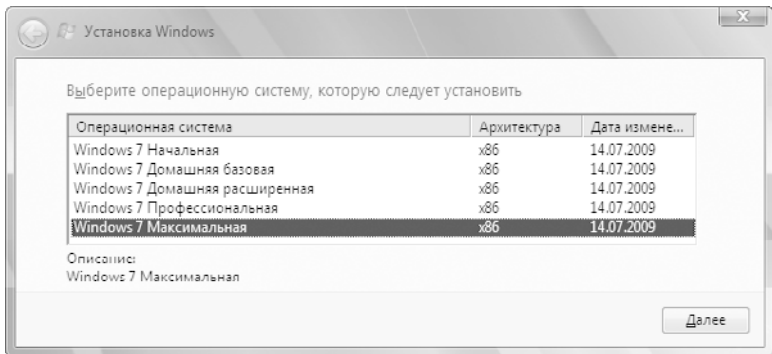 Установка Windows
Выберите операционную систему, которую следует установить
Операционная система Архитектура Дата измене...
Windows 7 Начальная x86 14.07.2009
Windows 7 Домашняя базовая x86 14.07.2009
Windows 7 Домашняя расширенная x86 14.07.2009
Windows 7 Профессиональная x86 14.07.2009
Windows 7 Максимальная x86 14.07.2009
Описание:
Windows 7 Максимальная
Далее